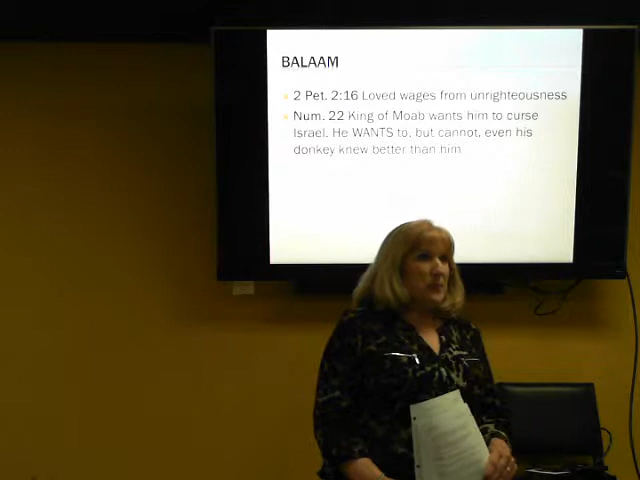 BALAAM
2 Pet. 2:16 Loved wages from unrighteousness
Num. 22 King of Moab wants him to curse
Israel. He WANTS to, but cannot, even his
donkey knew better than him